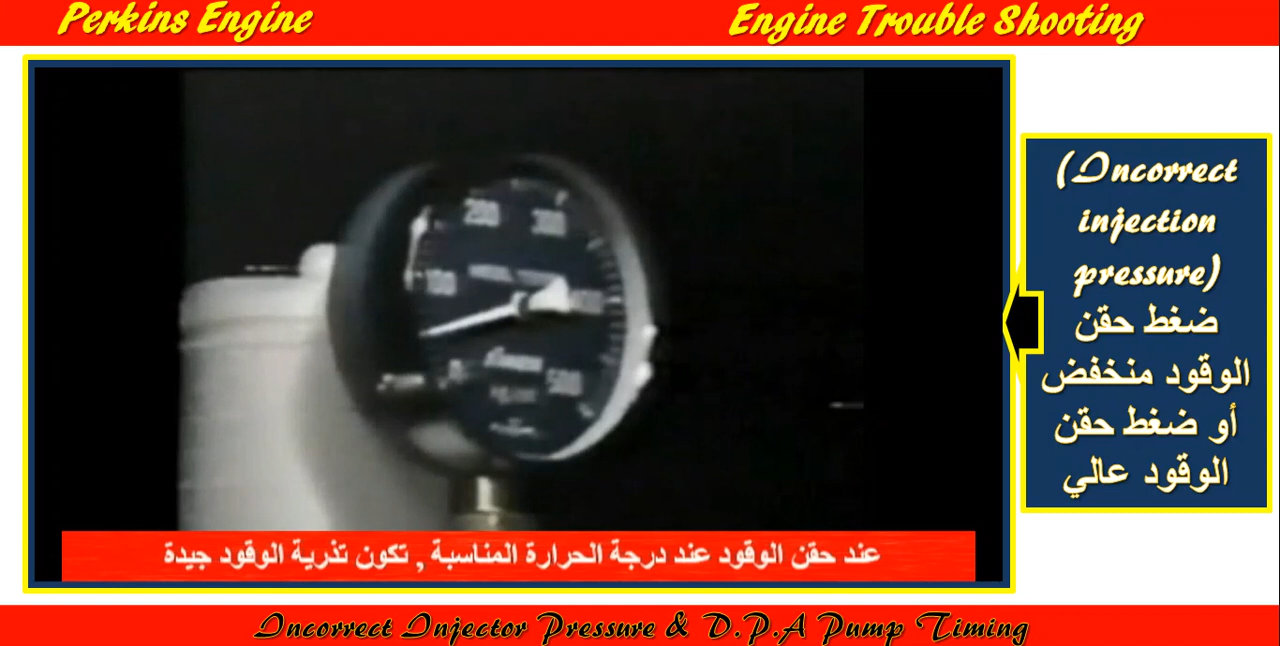 Perkins Engine
Engine Trouble Shooting
200
300
100
400
500
(Incorrect
injection
pressure)
ضغط حقن
الوقود منخفض
أو ضغط حقن
الوقود عالي
عند حقن الوقود عند درجة الحرارة المناسبة , تكون تذرية الوقود جيدة
Incorrect Injector Pressure & D.P.A Pump Timing